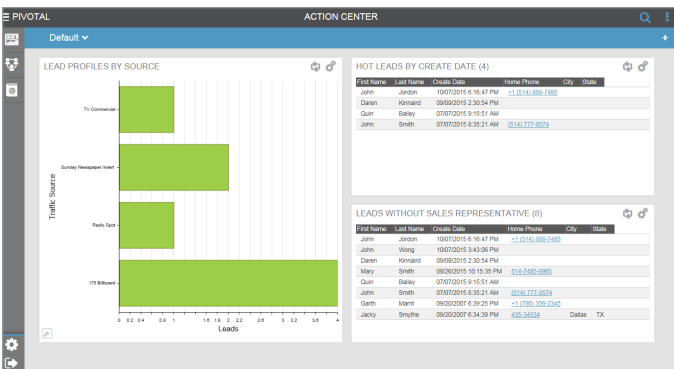 PIVOTAL ACTION CENTER
Default
+
LEAD PROFILES BY SOURCE
Traffic Source
TV Commercial
Sunday Newspaper Insert
Radio Spot
I75 Billboard
0 0.2 0.4 0.8 1 1.6 1.8 2 2.2 2.6 3 3.2 3.6 4
Leads
HOT LEADS BY CREATE DATE (4)
First Name Last Name Create Date Home Phone City State
John Jordon 10/07/2015 6:16:47 PM +1 (514) 888-7485
Daren Kinnaird 09/09/2015 2:30:54 PM
Quin Bailey 07/07/2015 9:15:51 AM
John Smith 07/07/2015 8:35:21 AM (514) 777-8574
LEADS WITHOUT SALES REPRESENTATIVE (8)
First Name Last Name Create Date Home Phone City State
John Jordon 10/07/2015 6:16:47 PM +1 (514) 888-7485
John Wong 10/07/2015 3:43:06 PM
Daren Kinnaird 09/09/2015 2:30:54 PM
Mary Smith 08/26/2015 10:15:35 PM 514-7485-8965
Quin Bailey 07/07/2015 9:15:51 AM
John Smith 07/07/2015 8:35:21 AM (514) 777-8574
Garth Marnt 09/20/2007 6:39:25 PM +1 (786) 356-2345
Jacky Smythe 09/20/2007 6:34:39 PM 435-34534 Dallas TX